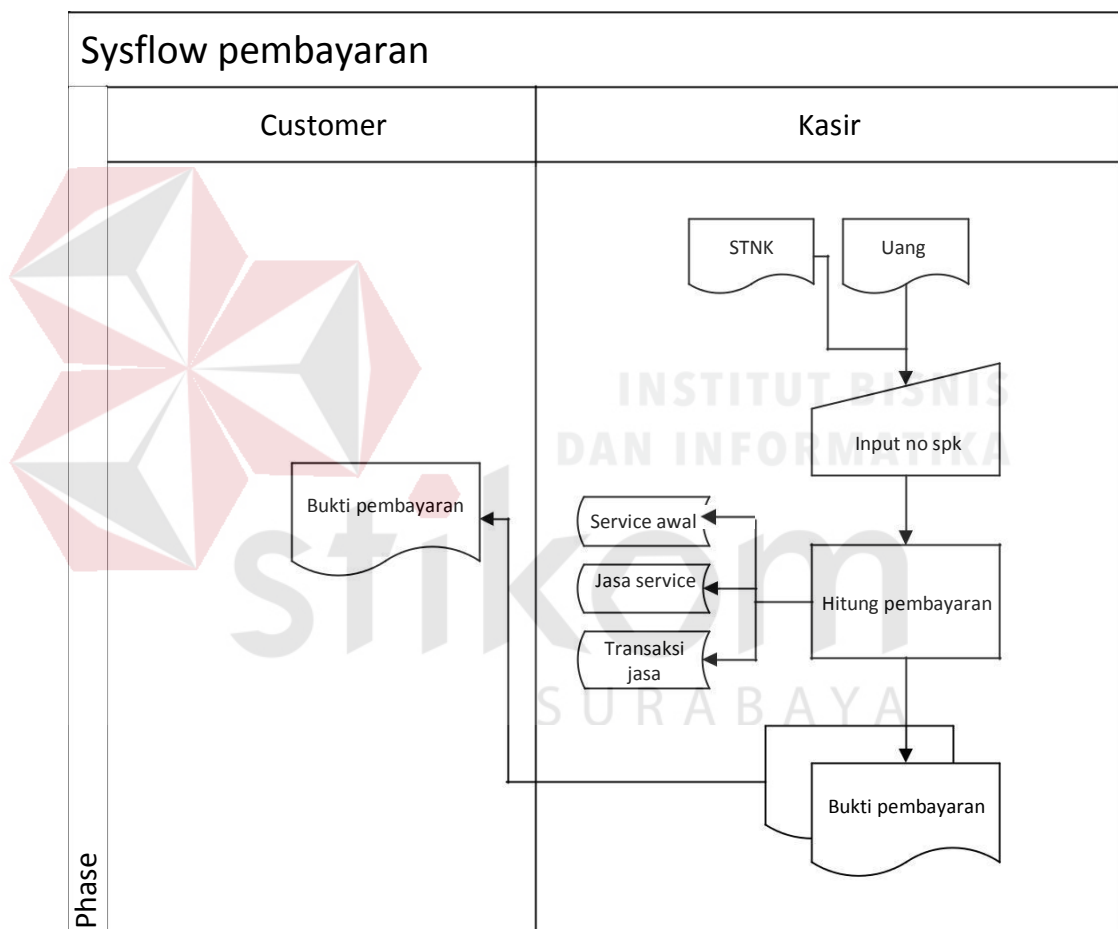 Sysflow pembayaran
Customer
Kasir
STNK
Uang
INSTITUT BISNIS
DAN INFORMATIKA
Input no spk
Bukti pembayaran
Service awal
stikom
Jasa service
Hitung pembayaran
Transaksi
jasa
SURABAYA
Bukti pembayaran
Phase